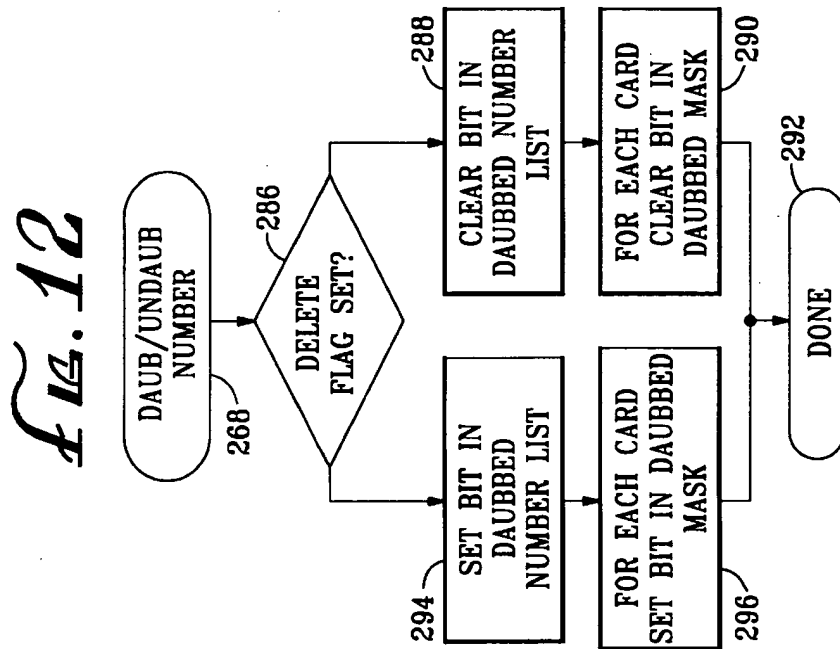 fig. 12
DAUB/UNDAUB
NUMBER
268
DELETE
FLAG SET?
286
SET BIT IN
DAUBBED
NUMBER LIST
294
FOR EACH CARD
SET BIT IN DAUBBED
MASK
296
CLEAR BIT IN
DAUBBED NUMBER
LIST
288
FOR EACH CARD
CLEAR BIT IN
DAUBBED MASK
290
DONE
292